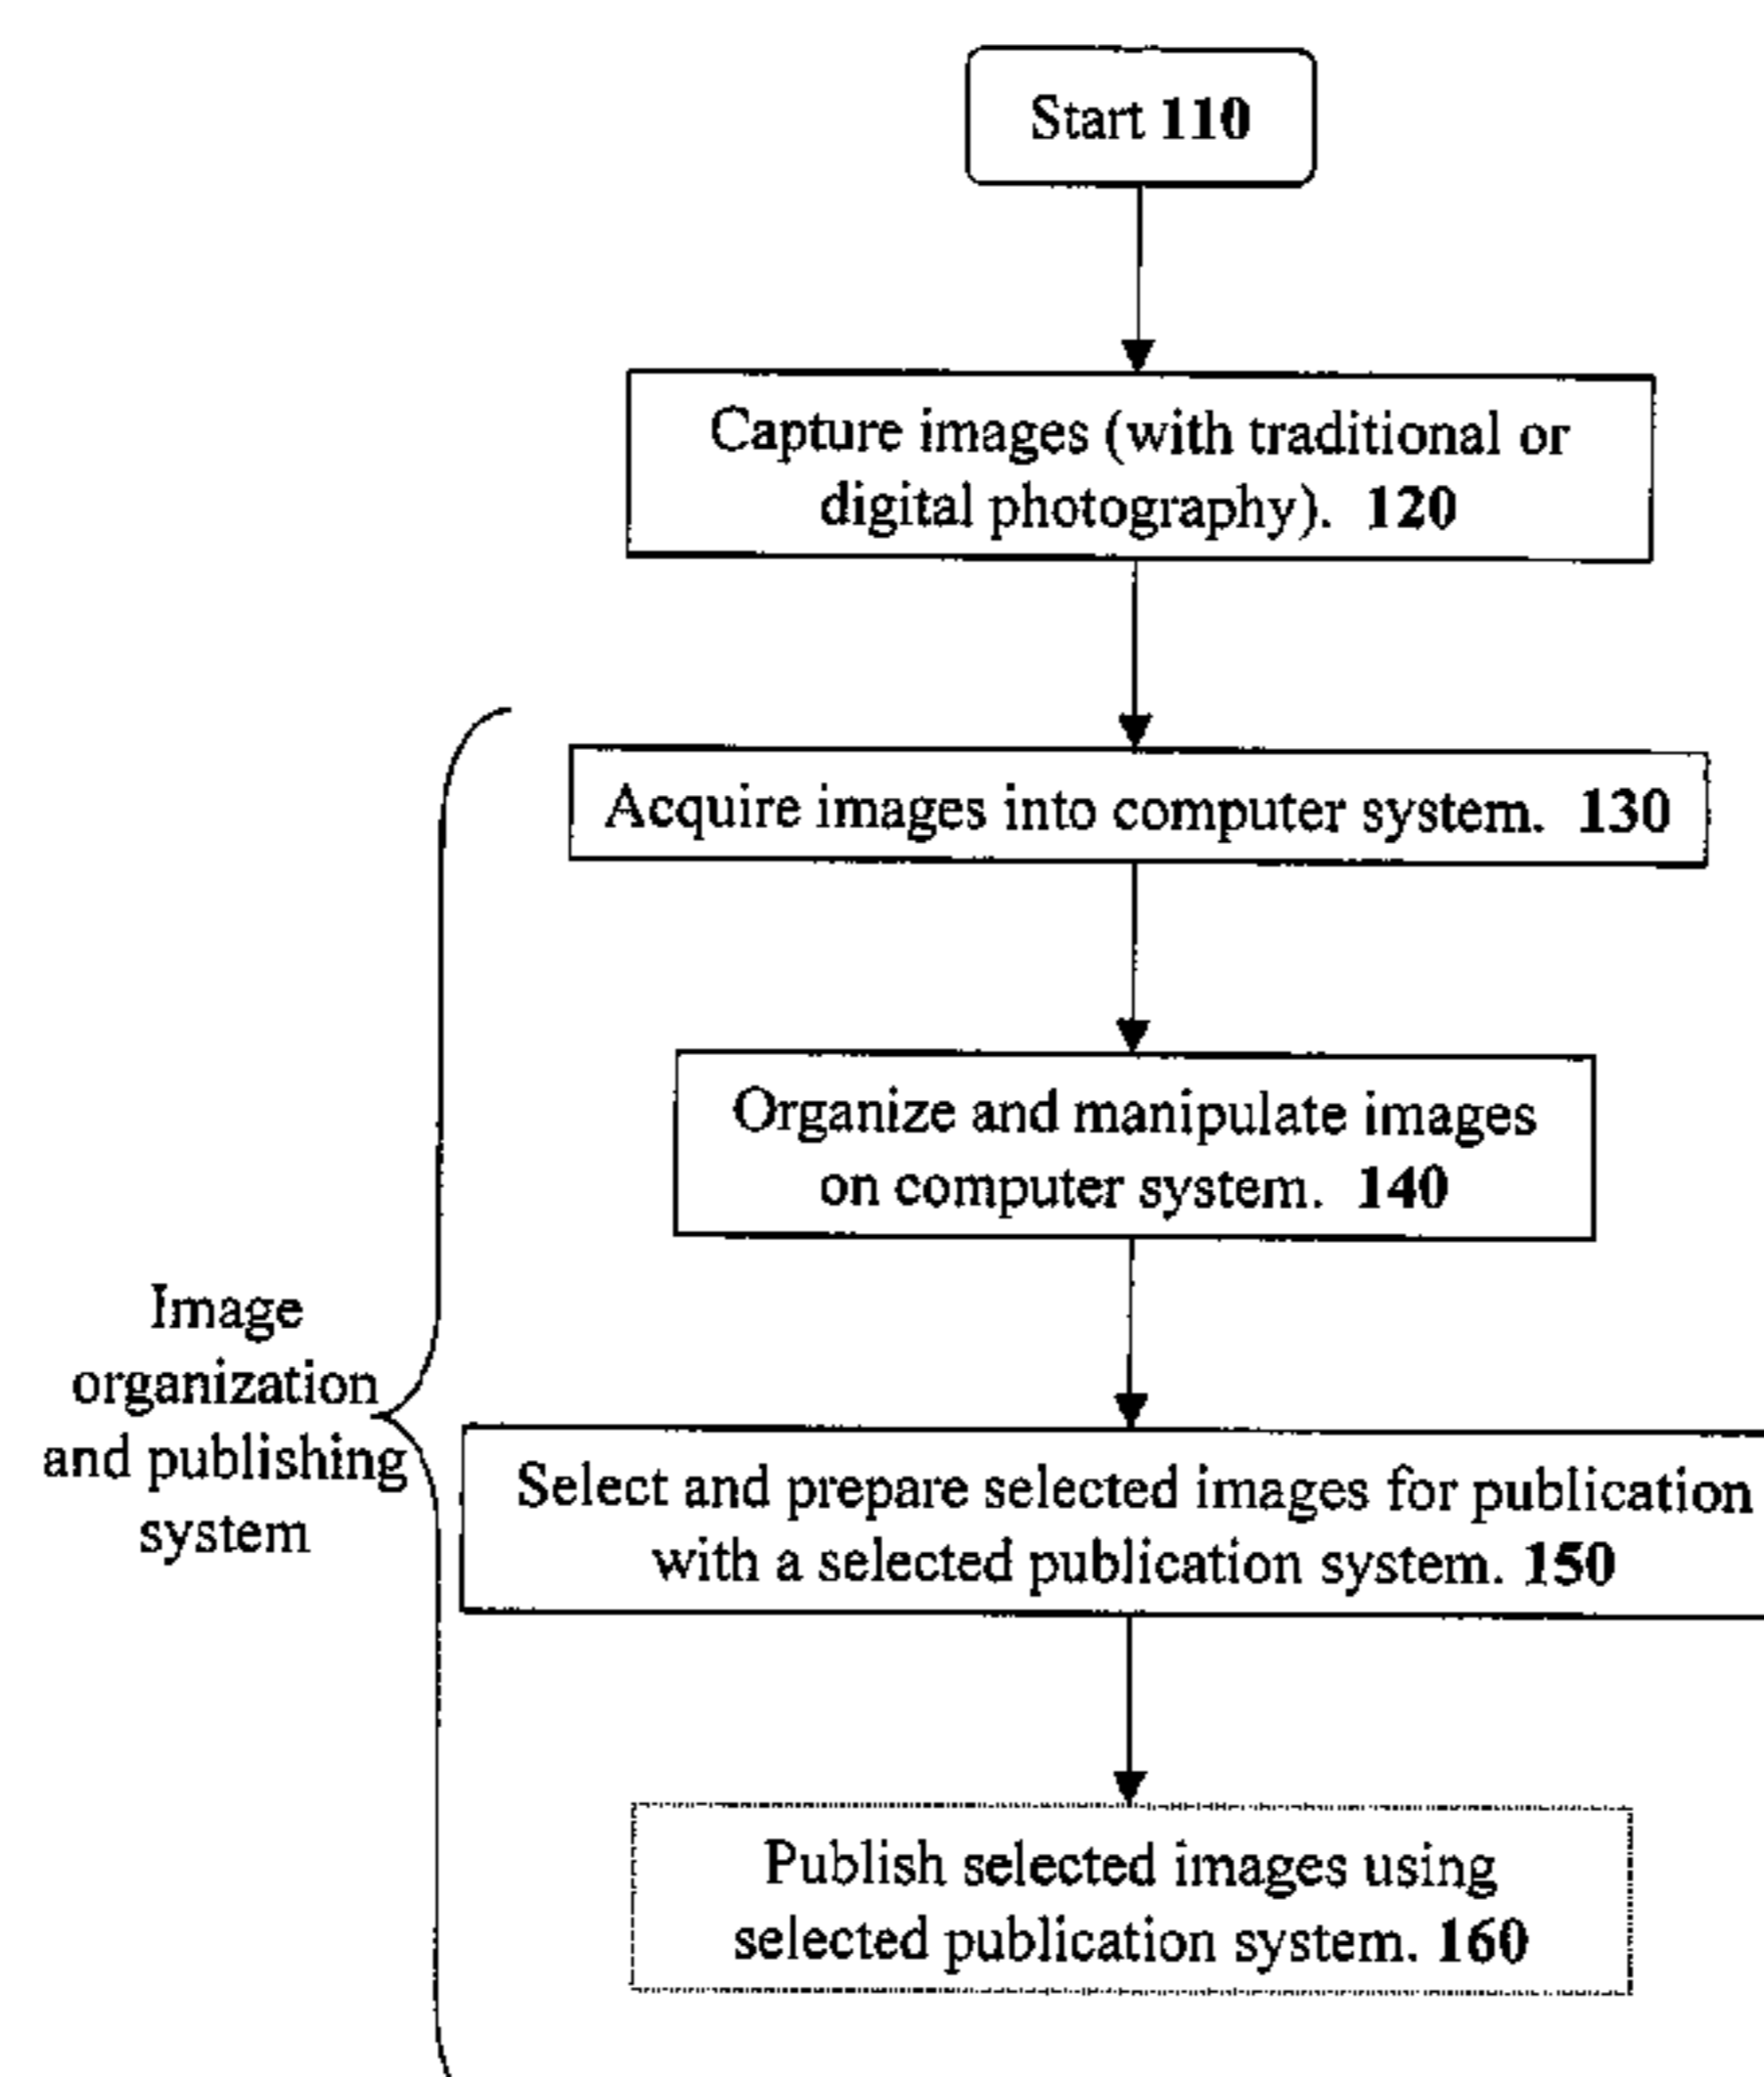 Start 110
Capture images (with traditional or
digital photography). 120
Acquire images into computer system. 130
Organize and manipulate images
on computer system. 140
Image
organization
and publishing
system
Select and prepare selected images for publication
with a selected publication system. 150
Publish selected images using
selected publication system. 160